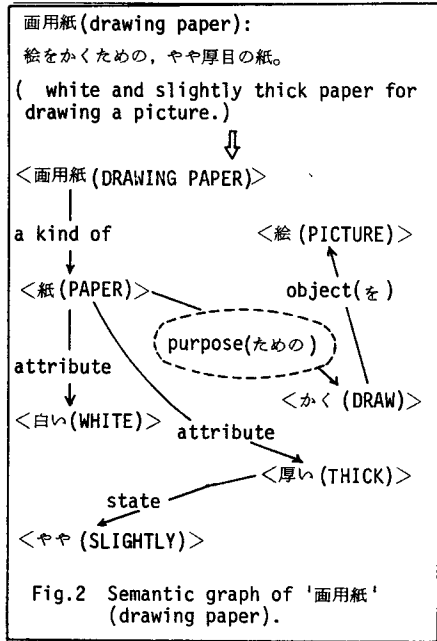 画用紙(drawing paper):
絵をかくための，やや厚目の紙。
( white and slightly thick paper for
drawing a picture.)
<画用紙(DRAWING PAPER)>
a kind of
<絵(PICTURE)>
<紙(PAPER)>
object(を)
purpose(ための)
attribute
<かく(DRAW)>
<白い(WHITE)>
attribute
<厚い(THICK)>
state
<やや(SLIGHTLY)>
Fig.2 Semantic graph of '画用紙'
(drawing paper).